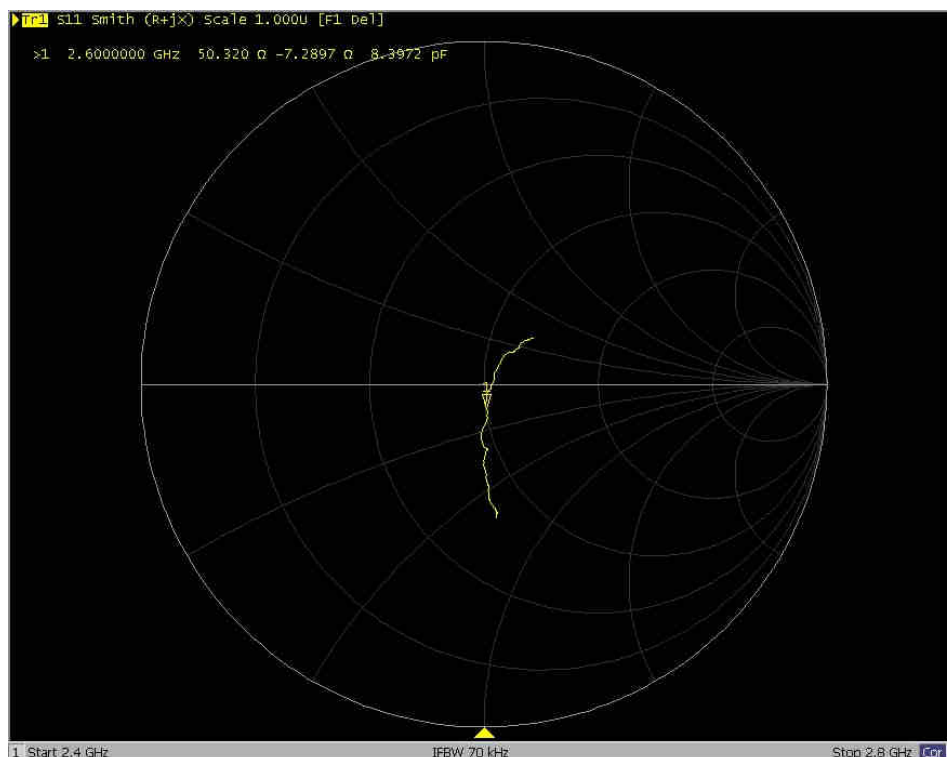 Tr1 S11 Smith (R+jX) Scale 1.000U [F1 Del]
>1 2.6000000 GHz 50.320 Ω -7.2897 Ω 8.3972 pF
1
1 Start 2.4 GHz IFBW 70 kHz Stop 2.8 GHz Cor